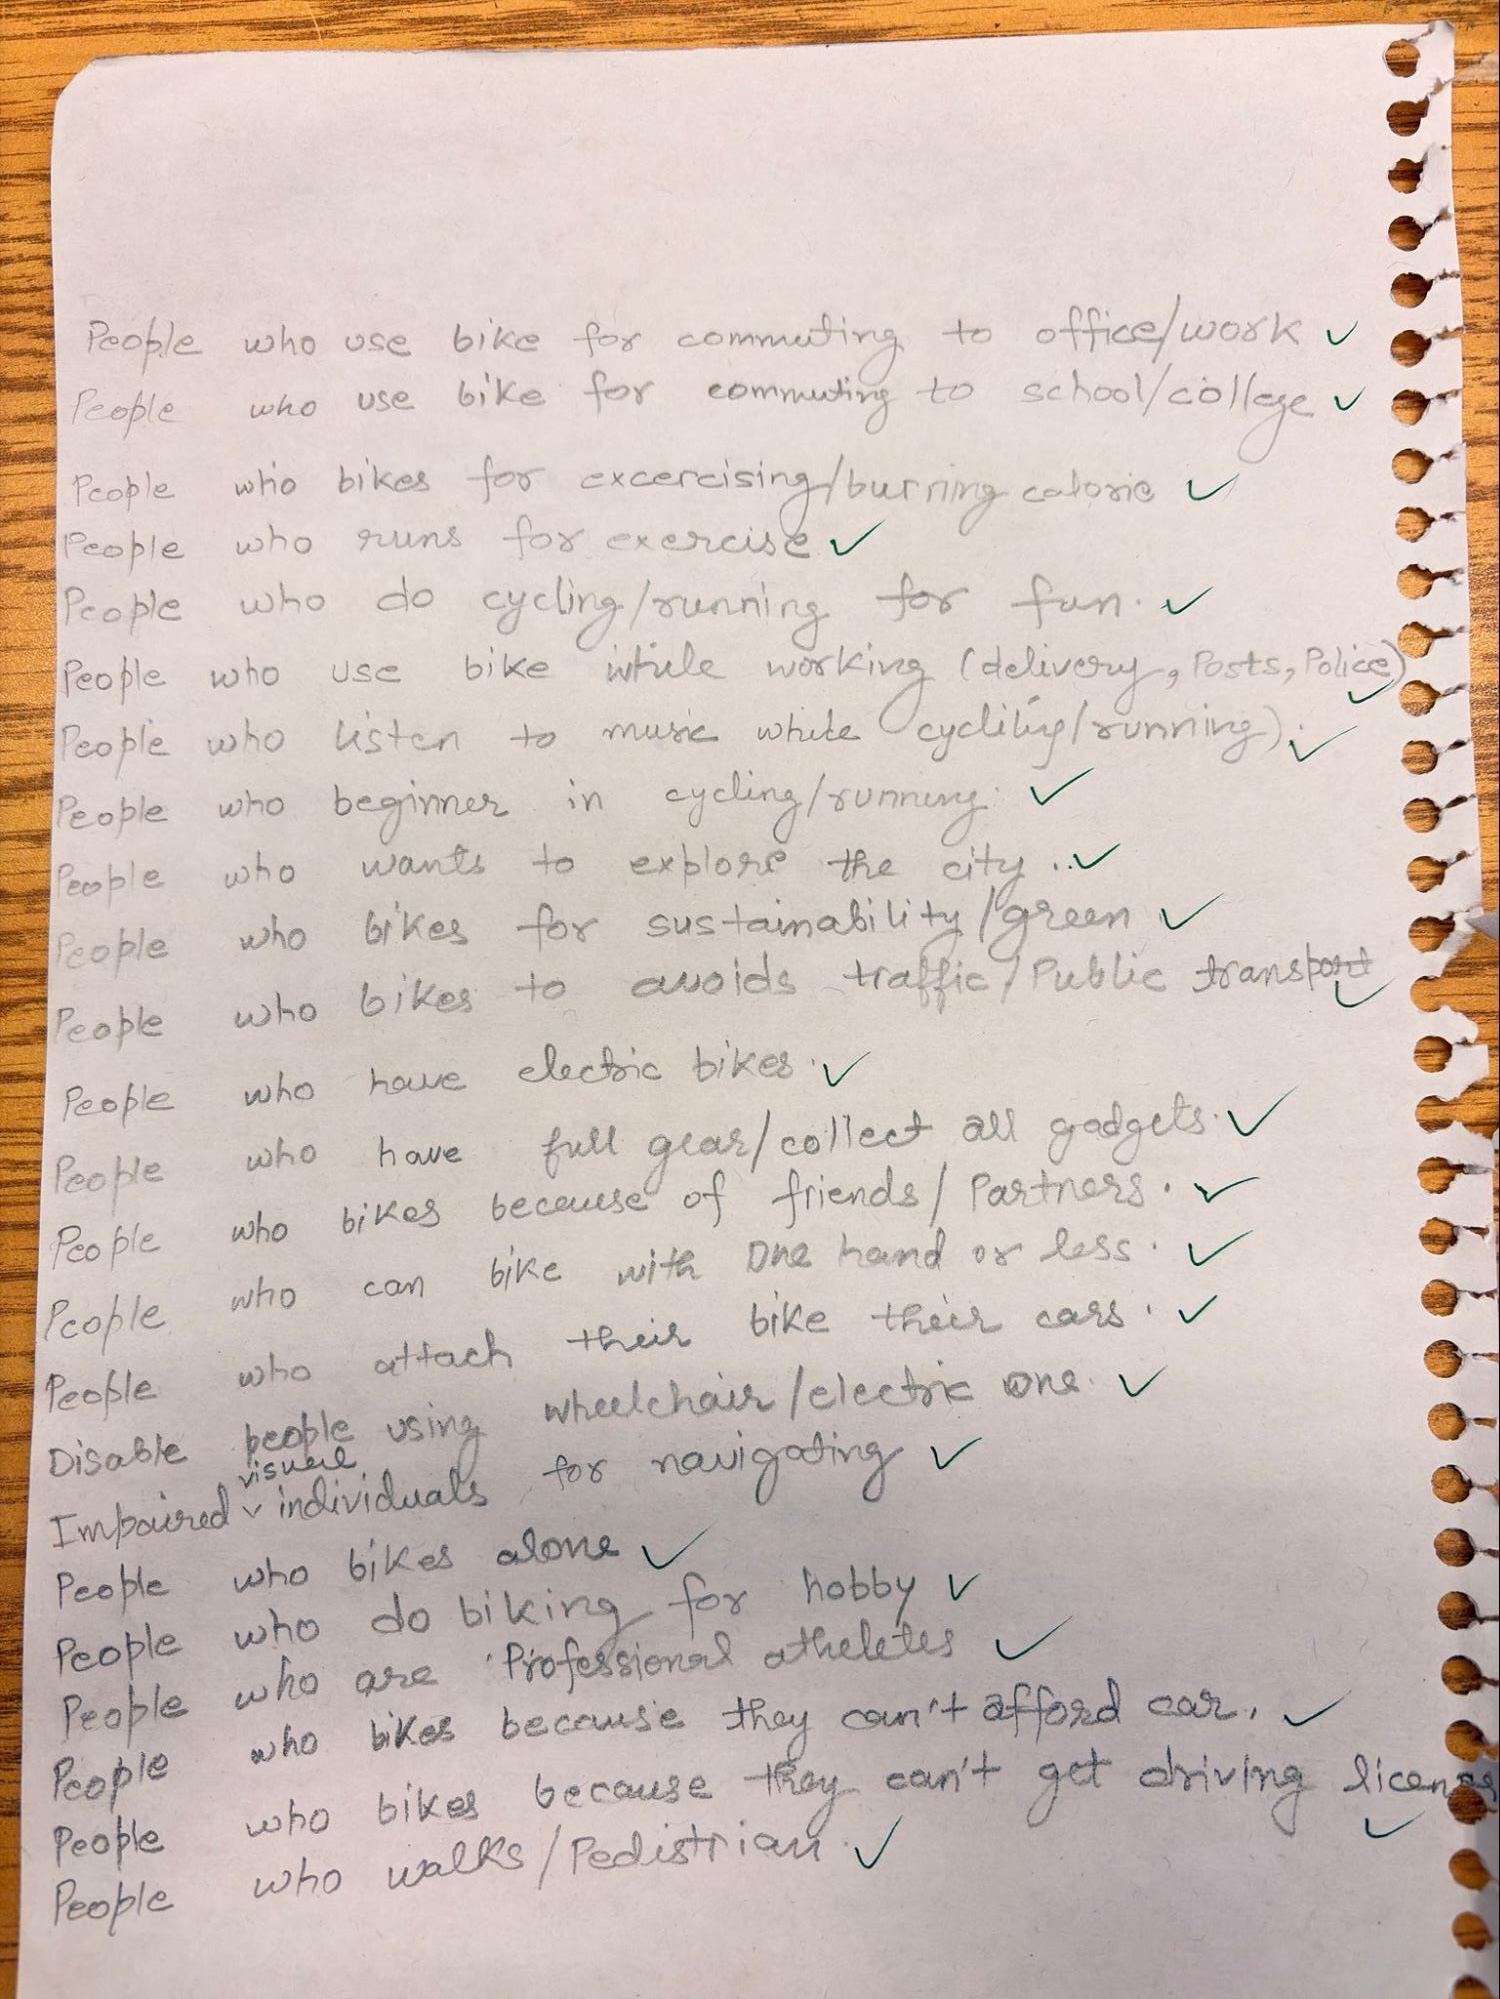 People who use bike for commuting to office/work ✓
People who use bike for commuting to school/college ✓
People who bikes for excercising/burning calorie ✓
People who runs for exercise ✓
People who do cycling/running for fun. ✓
People who use bike while working (delivery, Posts, Police) ✓
People who listen to music while cycliing/running). ✓
People who beginner in cycling/running. ✓
People who wants to explore the city .. ✓
People who bikes for sustainability/green ✓
People who bikes to avoids traffic/Public transport ✓
People who have electric bikes. ✓
People who have full gear/collect all gadgets. ✓
People who bikes because of friends/Partners. ✓
People who can bike with one hand or less. ✓
People who attach their bike their cars. ✓
Disable people using wheelchair/electric one. ✓
Impaired visual individuals for navigating ✓
People who bikes alone ✓
People who do biking for hobby ✓
People who are Professional atheletes ✓
People who bikes because they can't afford car. ✓
People who bikes because they can't get driving license ✓
People who walks/Pedistrian. ✓